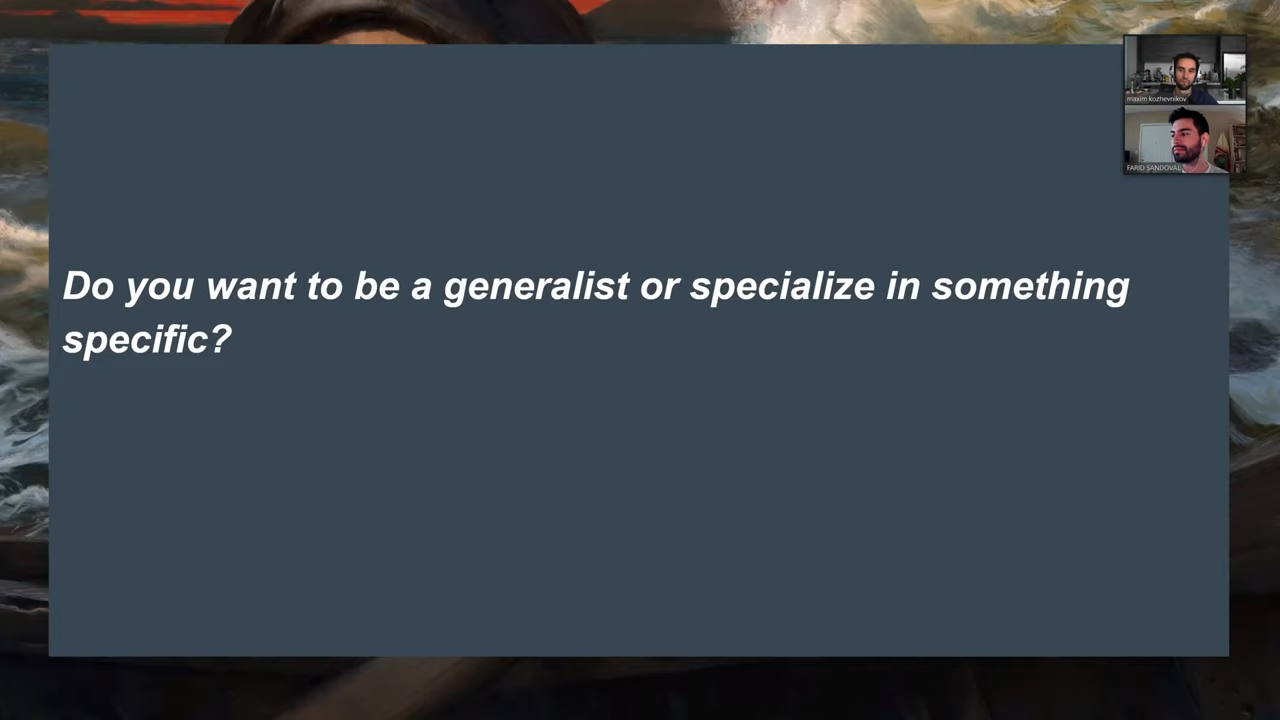 Do you want to be a generalist or specialize in something
specific?
maxim kozhevnikov
FARID SANDOVAL